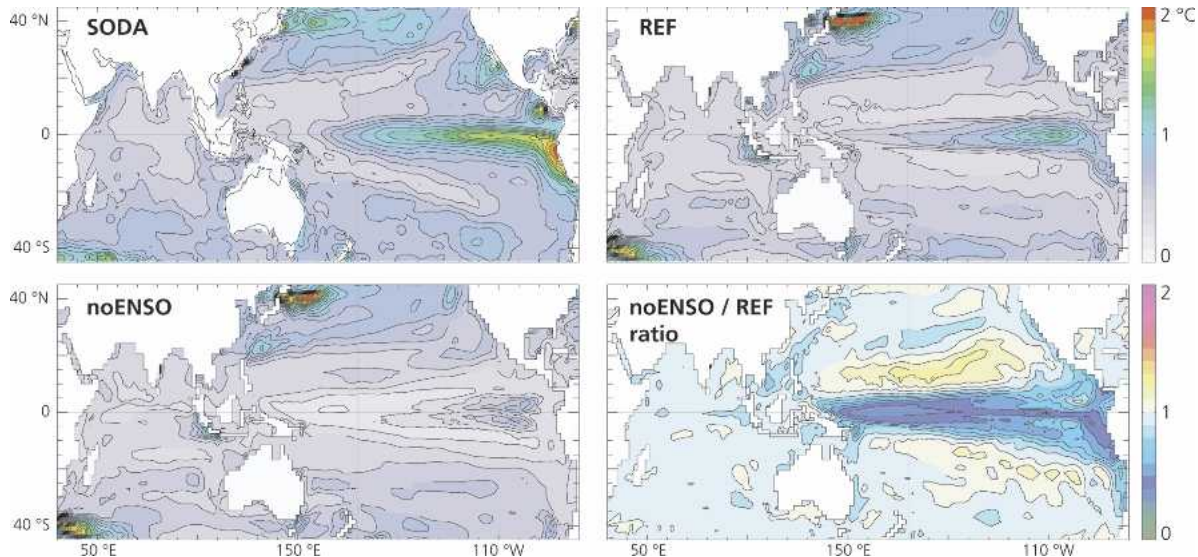 40 °N
0
40 °S
SODA
REF
2 °C
1
0
40 °N
0
40 °S
noENSO
noENSO / REF
ratio
2
1
0
50 °E
150 °E
110 °W
50 °E
150 °E
110 °W